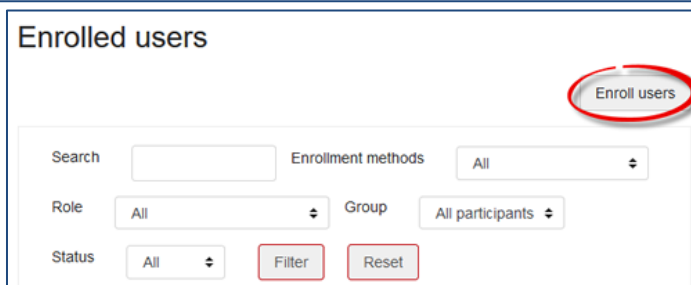 Enrolled users
Enroll users
Search Enrollment methods All
Role All Group All participants
Status All Filter Reset